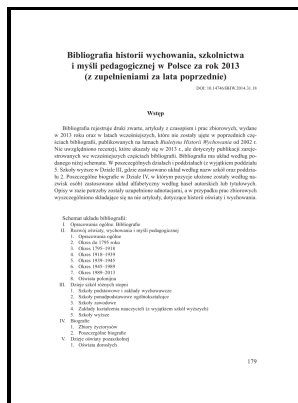 Bibliografia historii wychowania, szkolnictwa
i myśli pedagogicznej w Polsce za rok 2013
(z uzupełnieniami za lata poprzednie)
DOI: 10.14746/BHW.2014.31.18
Wstęp
Bibliografia rejestruje druki zwarte, artykuły z czasopism i prac zbiorowych, wydane
w 2013 roku oraz w latach wcześniejszych, które nie zostały ujęte w poprzednich czę-
ściach bibliografii, publikowanych na łamach Biuletynu Historii Wychowania od 2002 r.
Nie uwzględniono recenzji, które ukazały się w 2013 r., ale dotyczyły publikacji zareje-
strowanych we wcześniejszych częściach bibliografii. Bibliografia ma układ według po-
danego niżej schematu. W poszczególnych działach i poddziałach (z wyjątkiem poddziału
5. Szkoły wyższe w Dziale III, gdzie zastosowano układ według nazw szkół oraz poddzia-
łu 2. Poszczególne biografie w Dziale IV, w którym pozycje ułożone zostały według na-
zwisk osób) zastosowano układ alfabetyczny według haseł autorskich lub tytułowych.
Opisy w razie potrzeby zostały uzupełnione adnotacjami, a w przypadku prac zbiorowych
wyszczególniono składające się na nie artykuły, dotyczące historii oświaty i wychowania.
Schemat układu bibliografii:
I. Opracowania ogólne. Bibliografie
II. Rozwój oświaty, wychowania i myśli pedagogicznej
1. Opracowania ogólne
2. Okres do 1795 roku
3. Okres 1795–1918
4. Okres 1918–1939
5. Okres 1939–1945
6. Okres 1945–1989
7. Okres 1989–2013
8. Oświata polonijna
III. Dzieje szkół różnych stopni
1. Szkoły podstawowe i zakłady wychowawcze
2. Szkoły ponadpodstawowe ogólnokształcące
3. Szkoły zawodowe
4. Zakłady kształcenia nauczycieli (z wyjątkiem szkół wyższych)
5. Szkoły wyższe
IV. Biografie
1. Zbiory życiorysów
2. Poszczególne biografie
V. Dzieje oświaty pozaszkolnej
1. Oświata dorosłych
179